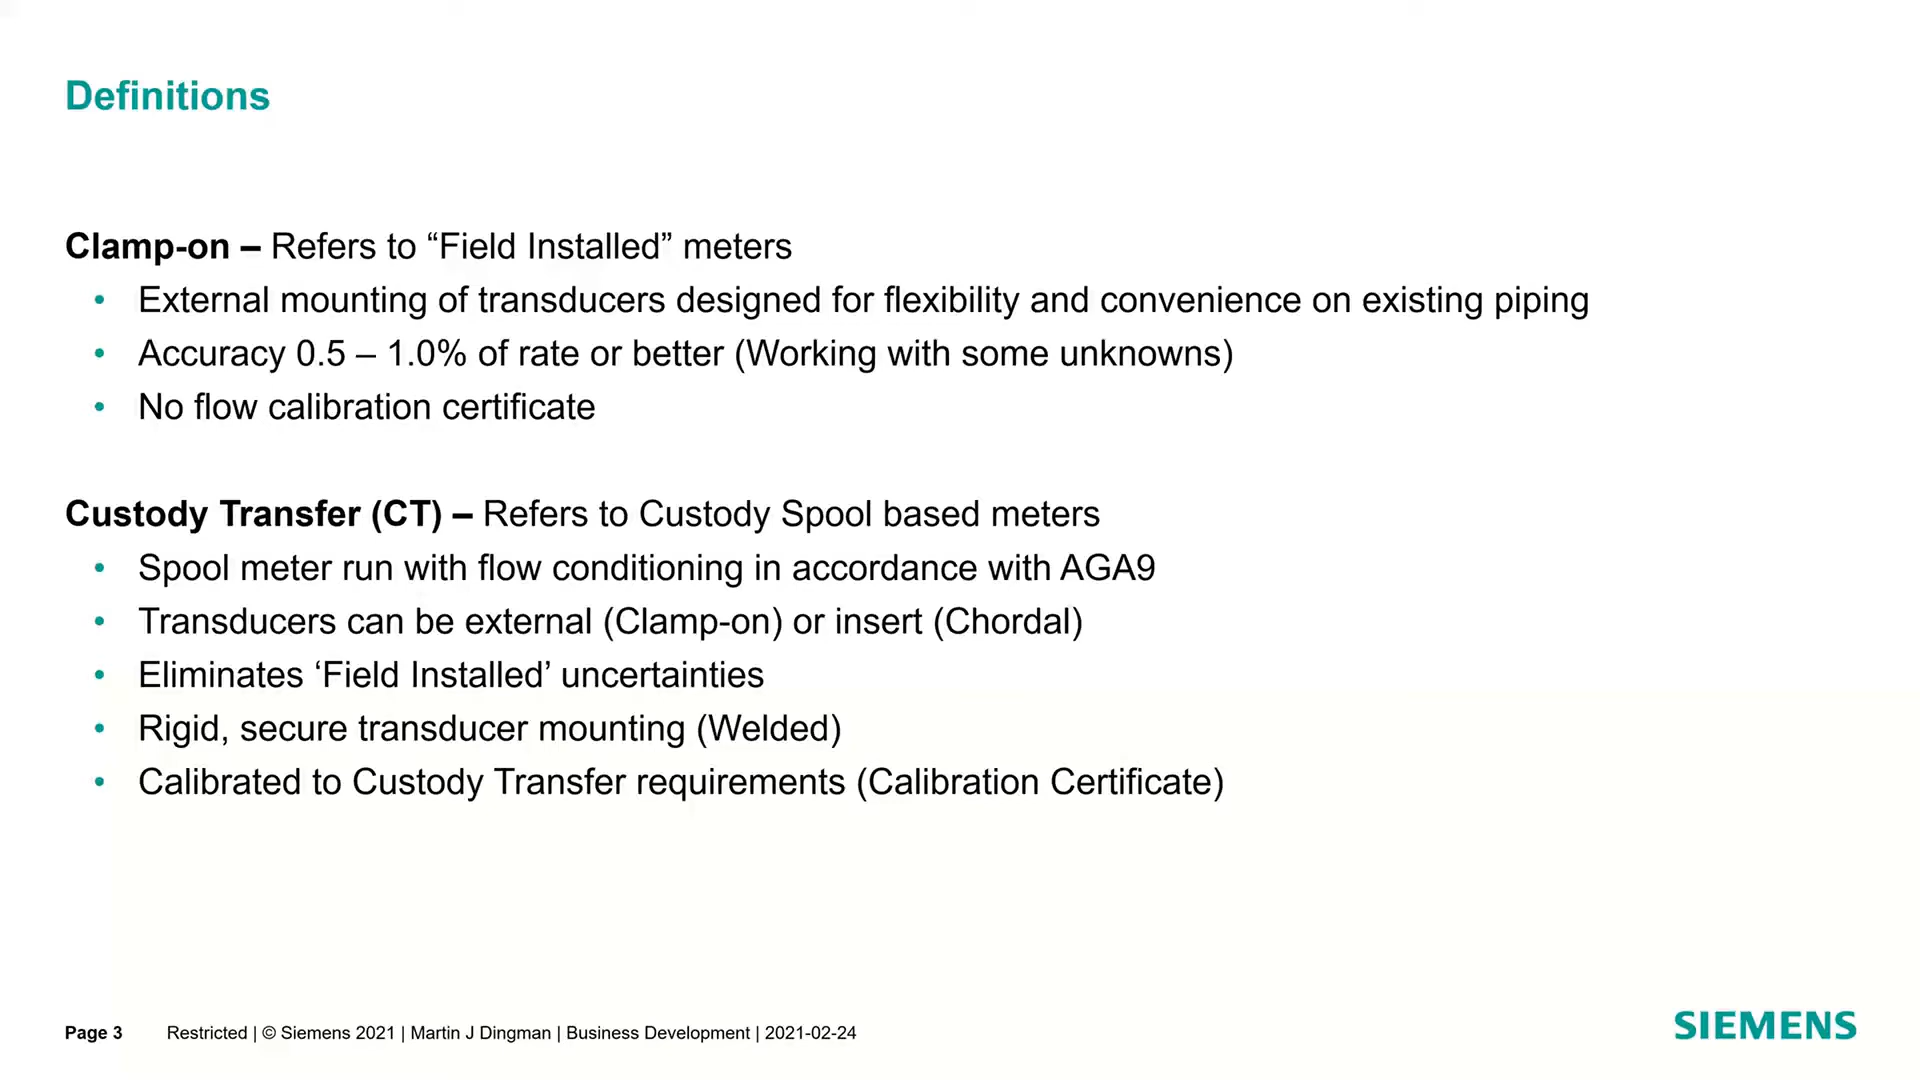 Definitions
Clamp-on – Refers to “Field Installed” meters
• External mounting of transducers designed for flexibility and convenience on existing piping
• Accuracy 0.5 – 1.0% of rate or better (Working with some unknowns)
• No flow calibration certificate
Custody Transfer (CT) – Refers to Custody Spool based meters
• Spool meter run with flow conditioning in accordance with AGA9
• Transducers can be external (Clamp-on) or insert (Chordal)
• Eliminates ‘Field Installed’ uncertainties
• Rigid, secure transducer mounting (Welded)
• Calibrated to Custody Transfer requirements (Calibration Certificate)
Page 3 Restricted | © Siemens 2021 | Martin J Dingman | Business Development | 2021-02-24
SIEMENS